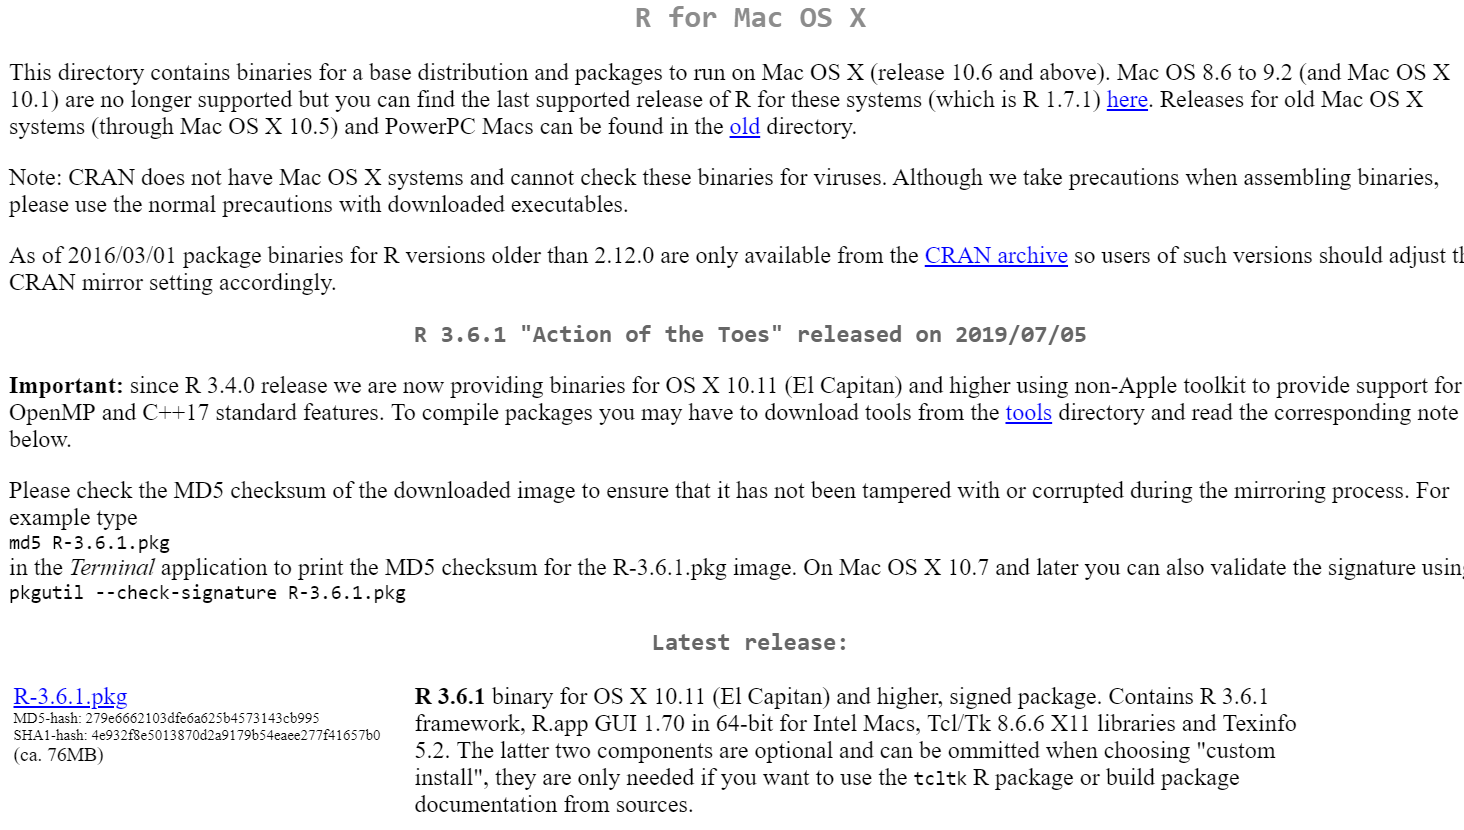 R for Mac OS X
This directory contains binaries for a base distribution and packages to run on Mac OS X (release 10.6 and above). Mac OS 8.6 to 9.2 (and Mac OS X
10.1) are no longer supported but you can find the last supported release of R for these systems (which is R 1.7.1) here. Releases for old Mac OS X
systems (through Mac OS X 10.5) and PowerPC Macs can be found in the old directory.
Note: CRAN does not have Mac OS X systems and cannot check these binaries for viruses. Although we take precautions when assembling binaries,
please use the normal precautions with downloaded executables.
As of 2016/03/01 package binaries for R versions older than 2.12.0 are only available from the CRAN archive so users of such versions should adjust
CRAN mirror setting accordingly.
R 3.6.1 "Action of the Toes" released on 2019/07/05
Important: since R 3.4.0 release we are now providing binaries for OS X 10.11 (El Capitan) and higher using non-Apple toolkit to provide support for
OpenMP and C++17 standard features. To compile packages you may have to download tools from the tools directory and read the corresponding note
below.
Please check the MD5 checksum of the downloaded image to ensure that it has not been tampered with or corrupted during the mirroring process. For
example type
md5 R-3.6.1.pkg
in the Terminal application to print the MD5 checksum for the R-3.6.1.pkg image. On Mac OS X 10.7 and later you can also validate the signature using
pkgutil --check-signature R-3.6.1.pkg
Latest release:
R-3.6.1.pkg
MD5-hash: 279e6662103dfe6a625b4573143cb995
SHA1-hash: 4e932f8e5013870d2a9179b54eaee277f41657b0
(ca. 76MB)
R 3.6.1 binary for OS X 10.11 (El Capitan) and higher, signed package. Contains R 3.6.1
framework, R.app GUI 1.70 in 64-bit for Intel Macs, Tcl/Tk 8.6.6 X11 libraries and Texinfo
5.2. The latter two components are optional and can be ommitted when choosing "custom
install", they are only needed if you want to use the tcltk R package or build package
documentation from sources.